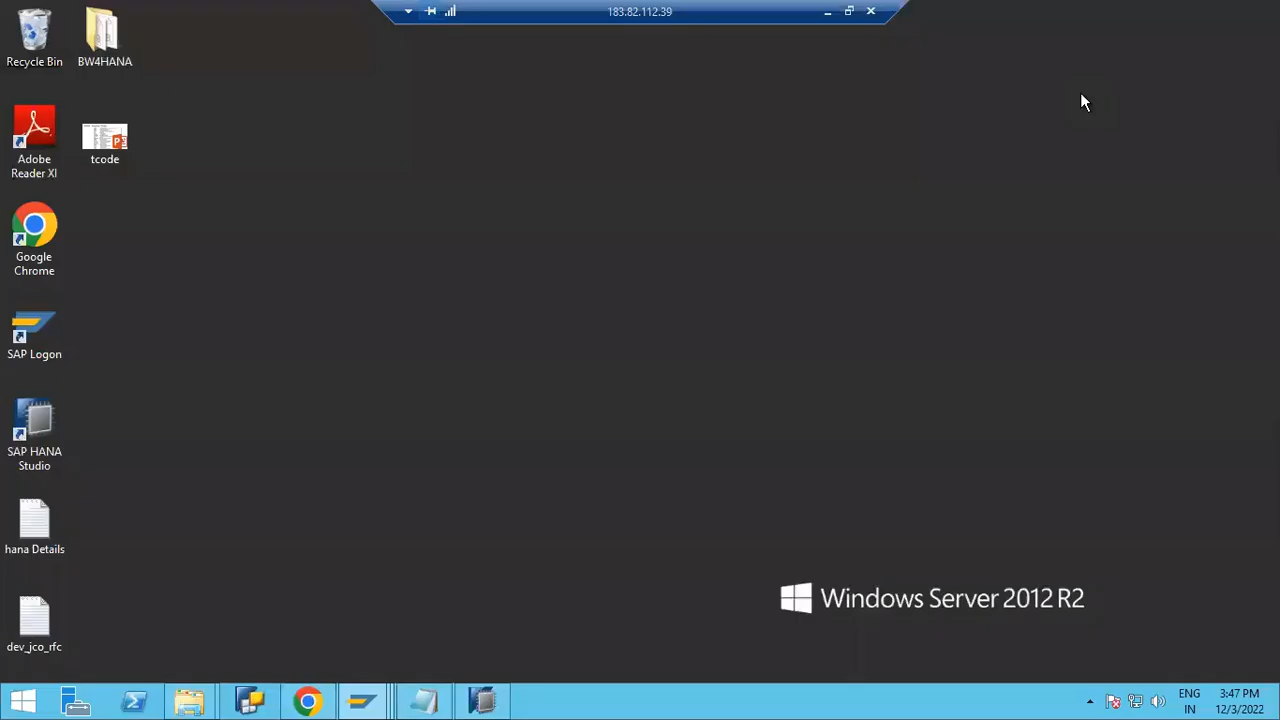 183.82.112.39
Recycle Bin
BW4HANA
Adobe
Reader XI
tcode
Google
Chrome
SAP Logon
SAP HANA
Studio
hana Details
dev_jco_rfc
Windows Server 2012 R2
ENG
IN
3:47 PM
12/3/2022